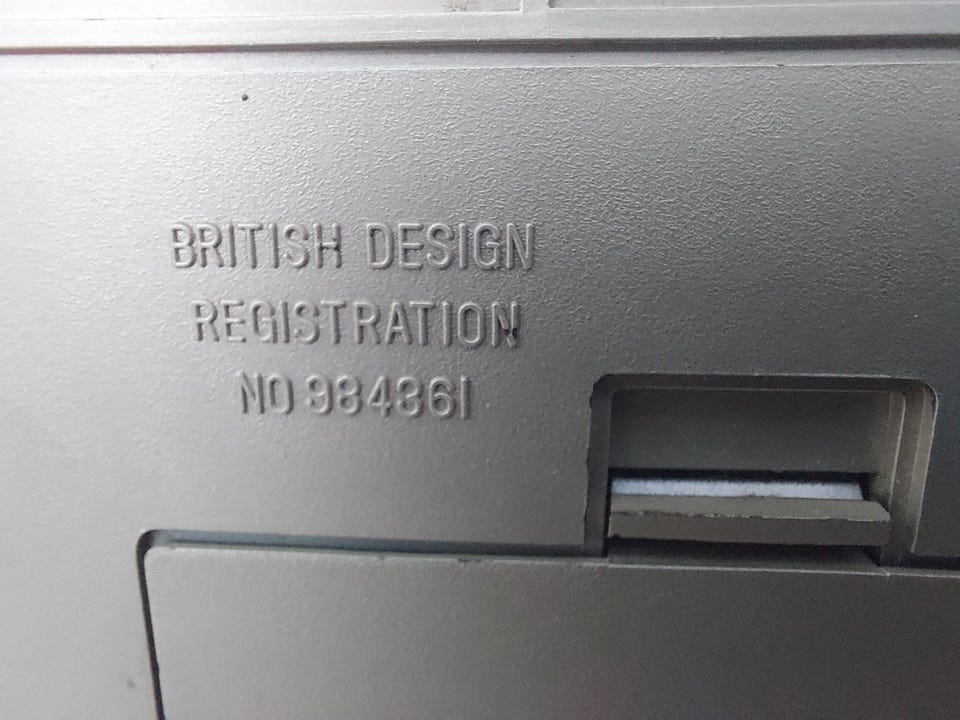 BRITISH DESIGN
REGISTRATION
NO 984361